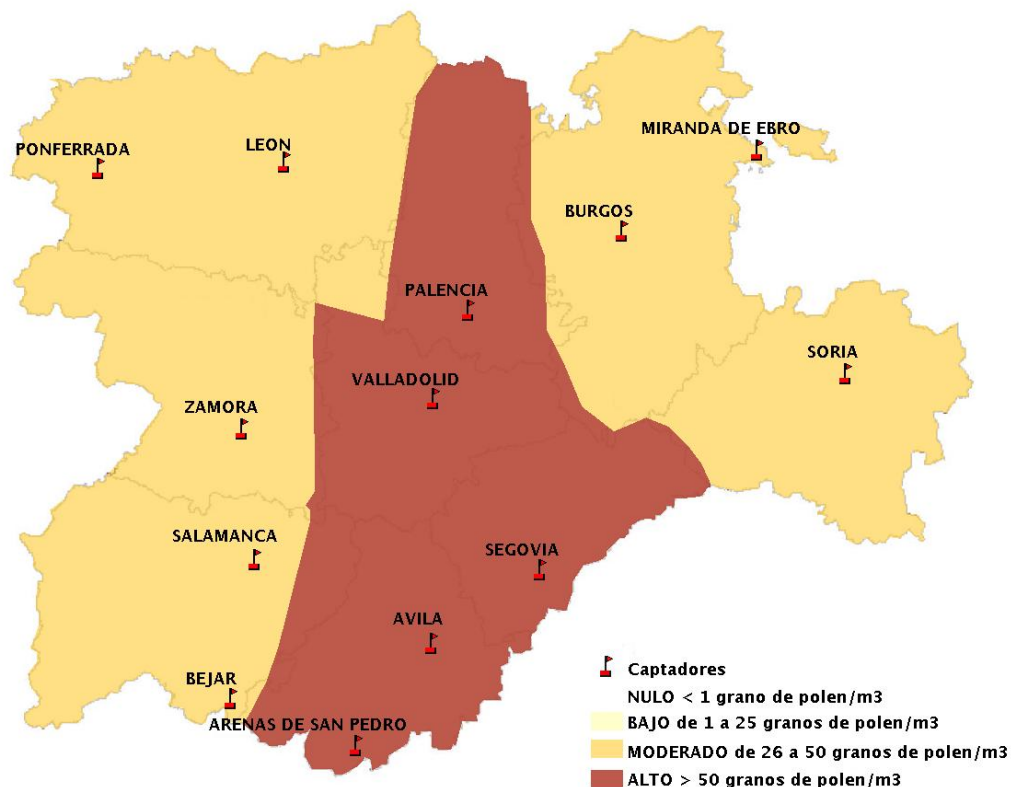 MIRANDA DE EBRO
PONFERRADA
LEON
BURGOS
PALENCIA
SORIA
VALLADOLID
ZAMORA
SALAMANCA
SEGOVIA
AVILA
BEJAR
ARENAS DE SAN PEDRO
Captadores
NULO < 1 grano de polen/m3
BAJO de 1 a 25 granos de polen/m3
MODERADO de 26 a 50 granos de polen/m3
ALTO > 50 granos de polen/m3